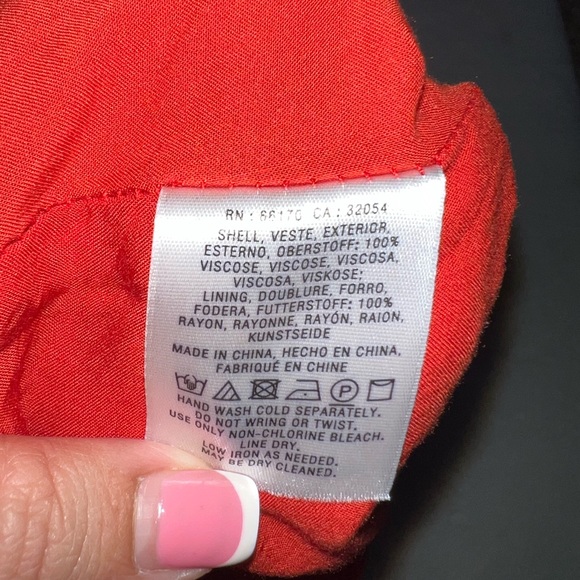 RN : 66170 CA : 32054
SHELL, VESTE, EXTERIOR,
ESTERNO, OBERSTOFF: 100%
VISCOSE, VISCOSE, VISCOSA,
VISCOSA, VISKOSE;
LINING, DOUBLURE, FORRO,
FODERA, FUTTERSTOFF: 100%
RAYON, RAYONNE, RAYÓN, RAION,
KUNSTSEIDE
MADE IN CHINA, HECHO EN CHINA,
FABRIQUÉ EN CHINE
P
HAND WASH COLD SEPARATELY.
DO NOT WRING OR TWIST.
USE ONLY NON-CHLORINE BLEACH.
LINE DRY.
LOW IRON AS NEEDED.
MAY BE DRY CLEANED.